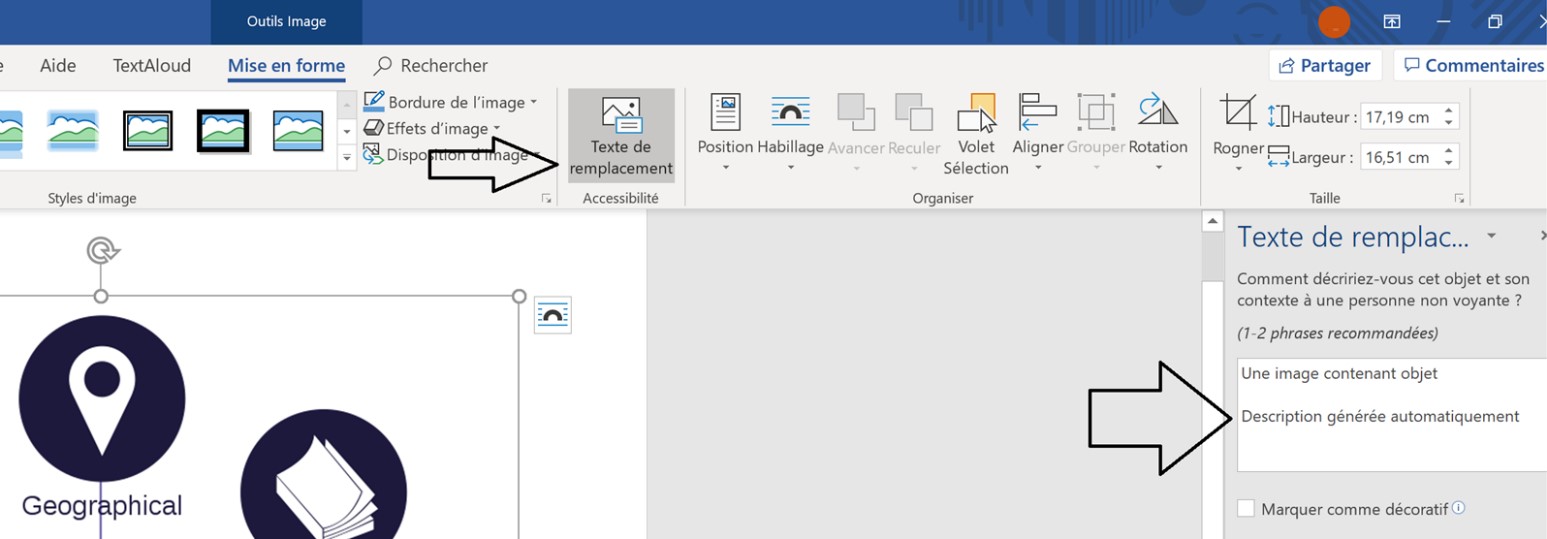 Outils Image
Aide TextAloud Mise en forme Rechercher Partager Commentaires
Bordure de l'image
Effets d'image
Disposition d'image
Texte de remplacement
Position
Habillage
Avancer
Reculer
Volet Sélection
Aligner
Grouper
Rotation
Rogner
Hauteur : 17,19 cm
Largeur : 16,51 cm
Styles d'image Accessibilité Organiser Taille
Texte de remplac...
Comment décririez-vous cet objet et son
contexte à une personne non voyante ?
(1-2 phrases recommandées)
Une image contenant objet
Description générée automatiquement
Marquer comme décoratif
Geographical